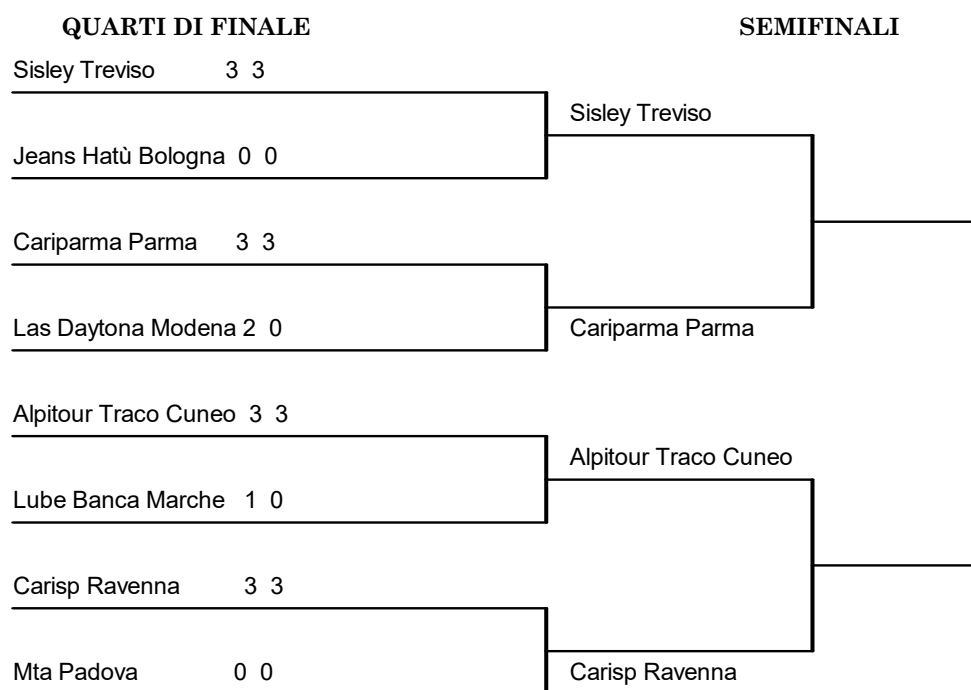 QUARTI DI FINALE SEMIFINALI
Sisley Treviso 3 3
Sisley Treviso
Jeans Hatù Bologna 0 0
Cariparma Parma 3 3
Las Daytona Modena 2 0
Cariparma Parma
Alpitour Traco Cuneo 3 3
Alpitour Traco Cuneo
Lube Banca Marche 1 0
Carisp Ravenna 3 3
Mta Padova 0 0
Carisp Ravenna